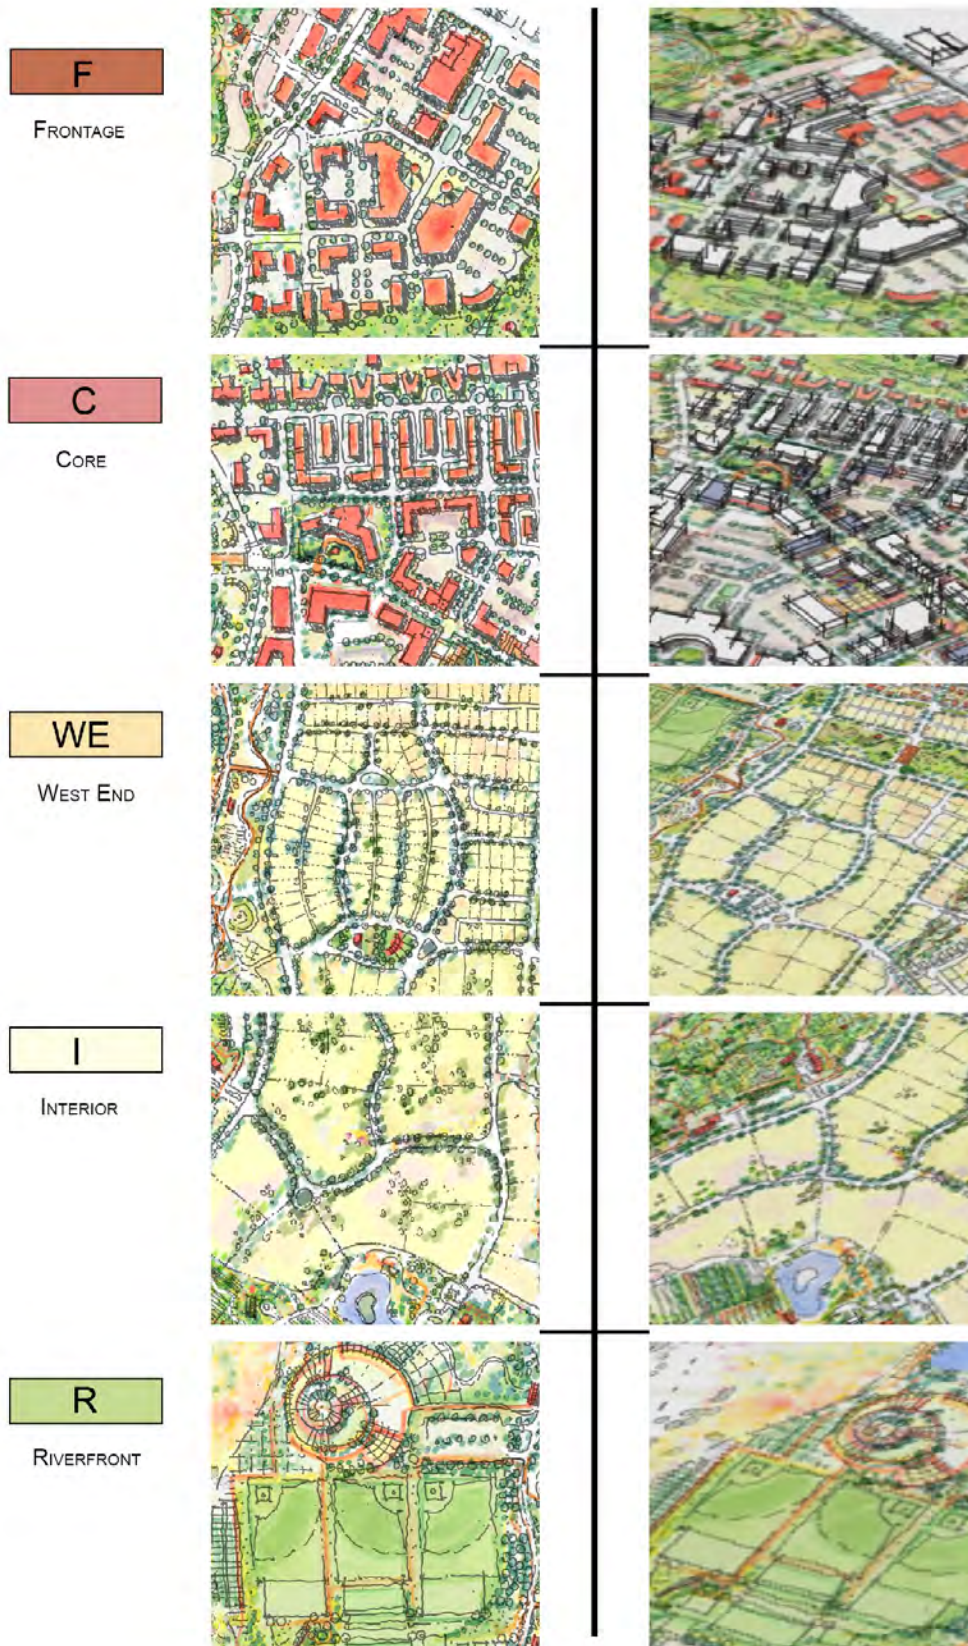 F
FRONTAGE
C
CORE
WE
WEST END
I
INTERIOR
R
RIVERFRONT